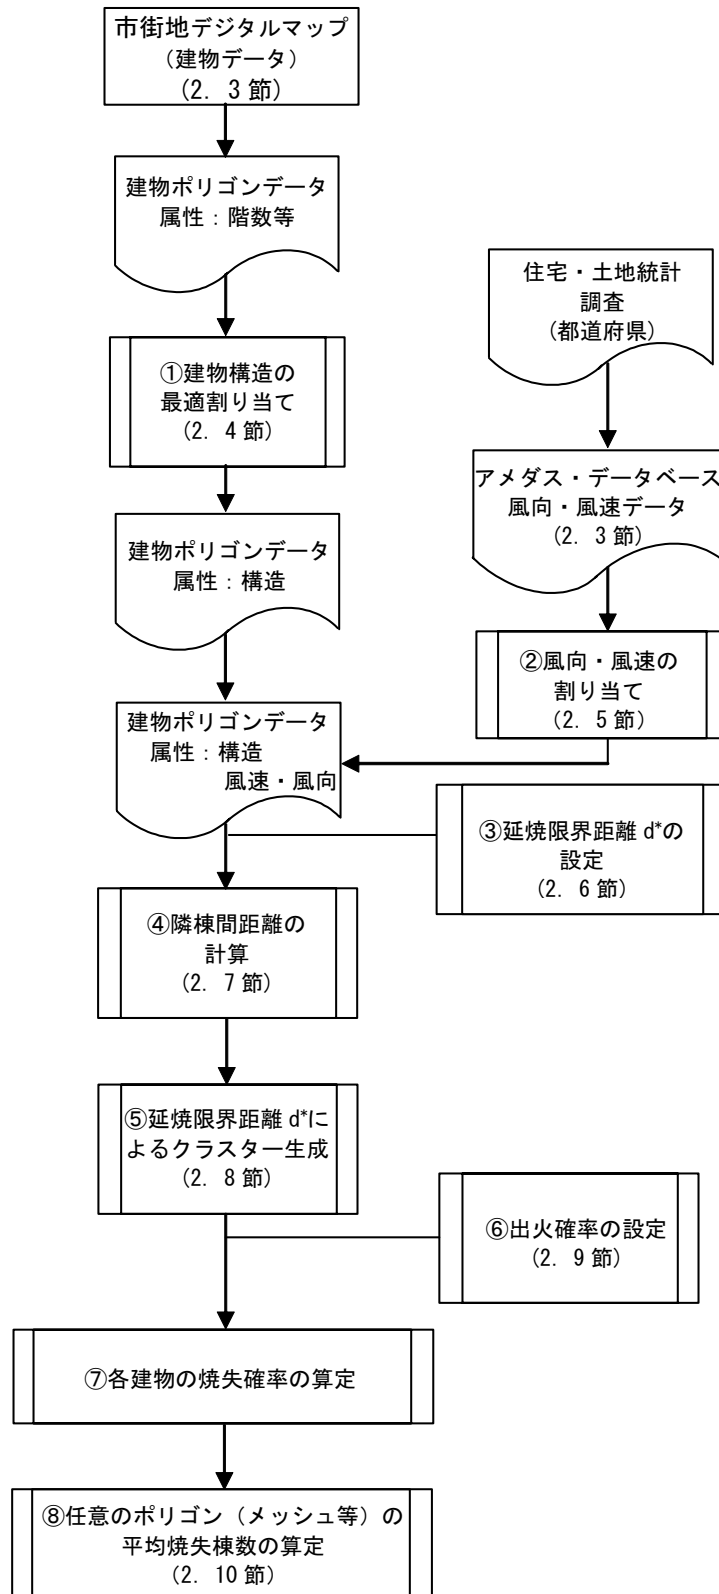 市街地デジタルマップ
（建物データ）
(2. 3 節)
建物ポリゴンデータ
属性：階数等
住宅・土地統計
調査
(都道府県)
①建物構造の
最適割り当て
(2. 4 節)
アメダス・データベース
風向・風速データ
(2. 3 節)
建物ポリゴンデータ
属性：構造
②風向・風速の
割り当て
(2. 5 節)
建物ポリゴンデータ
属性：構造
風速・風向
③延焼限界距離 d*の
設定
(2. 6 節)
④隣棟間距離の
計算
(2. 7 節)
⑤延焼限界距離 d*に
よるクラスター生成
(2. 8 節)
⑥出火確率の設定
(2. 9 節)
⑦各建物の焼失確率の算定
⑧任意のポリゴン（メッシュ等）の
平均焼失棟数の算定
(2. 10 節)